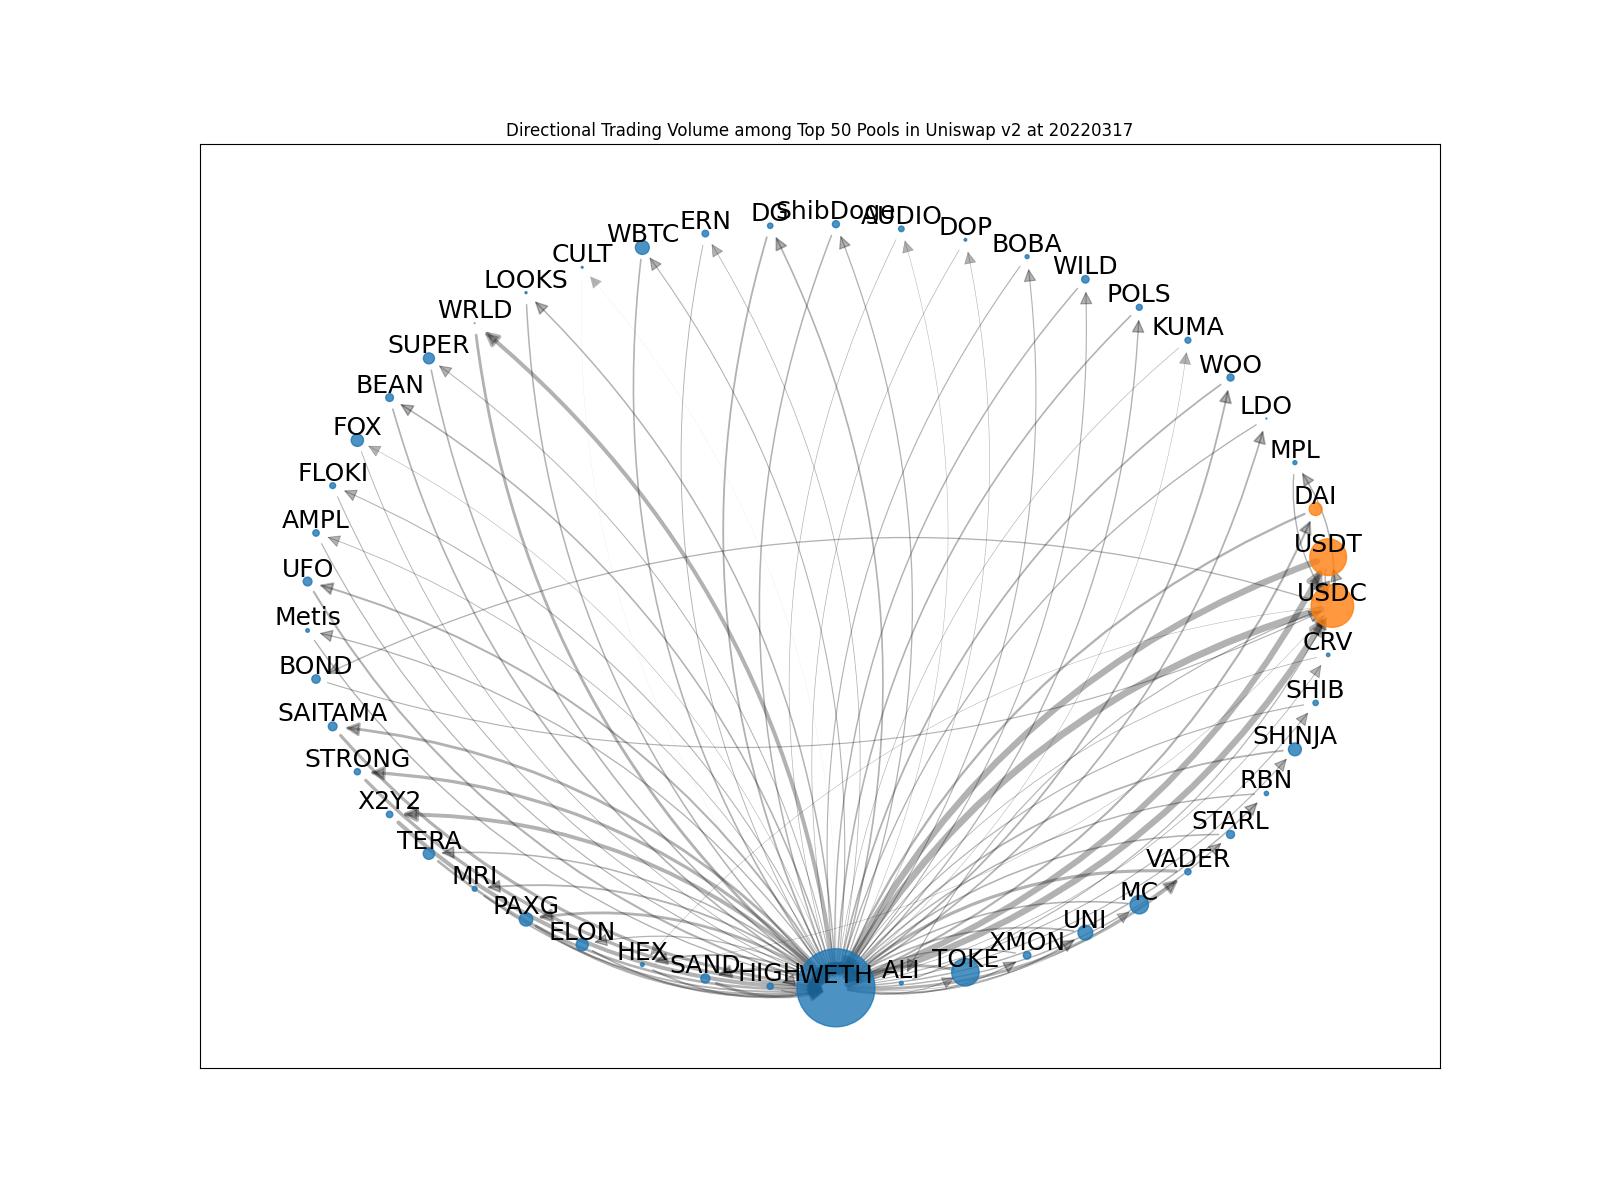 Directional Trading Volume among Top 50 Pools in Uniswap v2 at 20220317
ShibDoge
DG
AUDIO
ERN
DOP
WBTC
BOBA
CULT
WILD
LOOKS
POLS
WRLD
KUMA
SUPER
WOO
BEAN
LDO
FOX
MPL
FLOKI
DAI
AMPL
USDT
UFO
USDC
Metis
CRV
BOND
SHIB
SAITAMA
SHINJA
STRONG
RBN
X2Y2
STARL
TERA
VADER
MRI
MC
PAXG
UNI
ELON
XMON
HEX
TOKE
SAND
ALI
HIGH
WETH